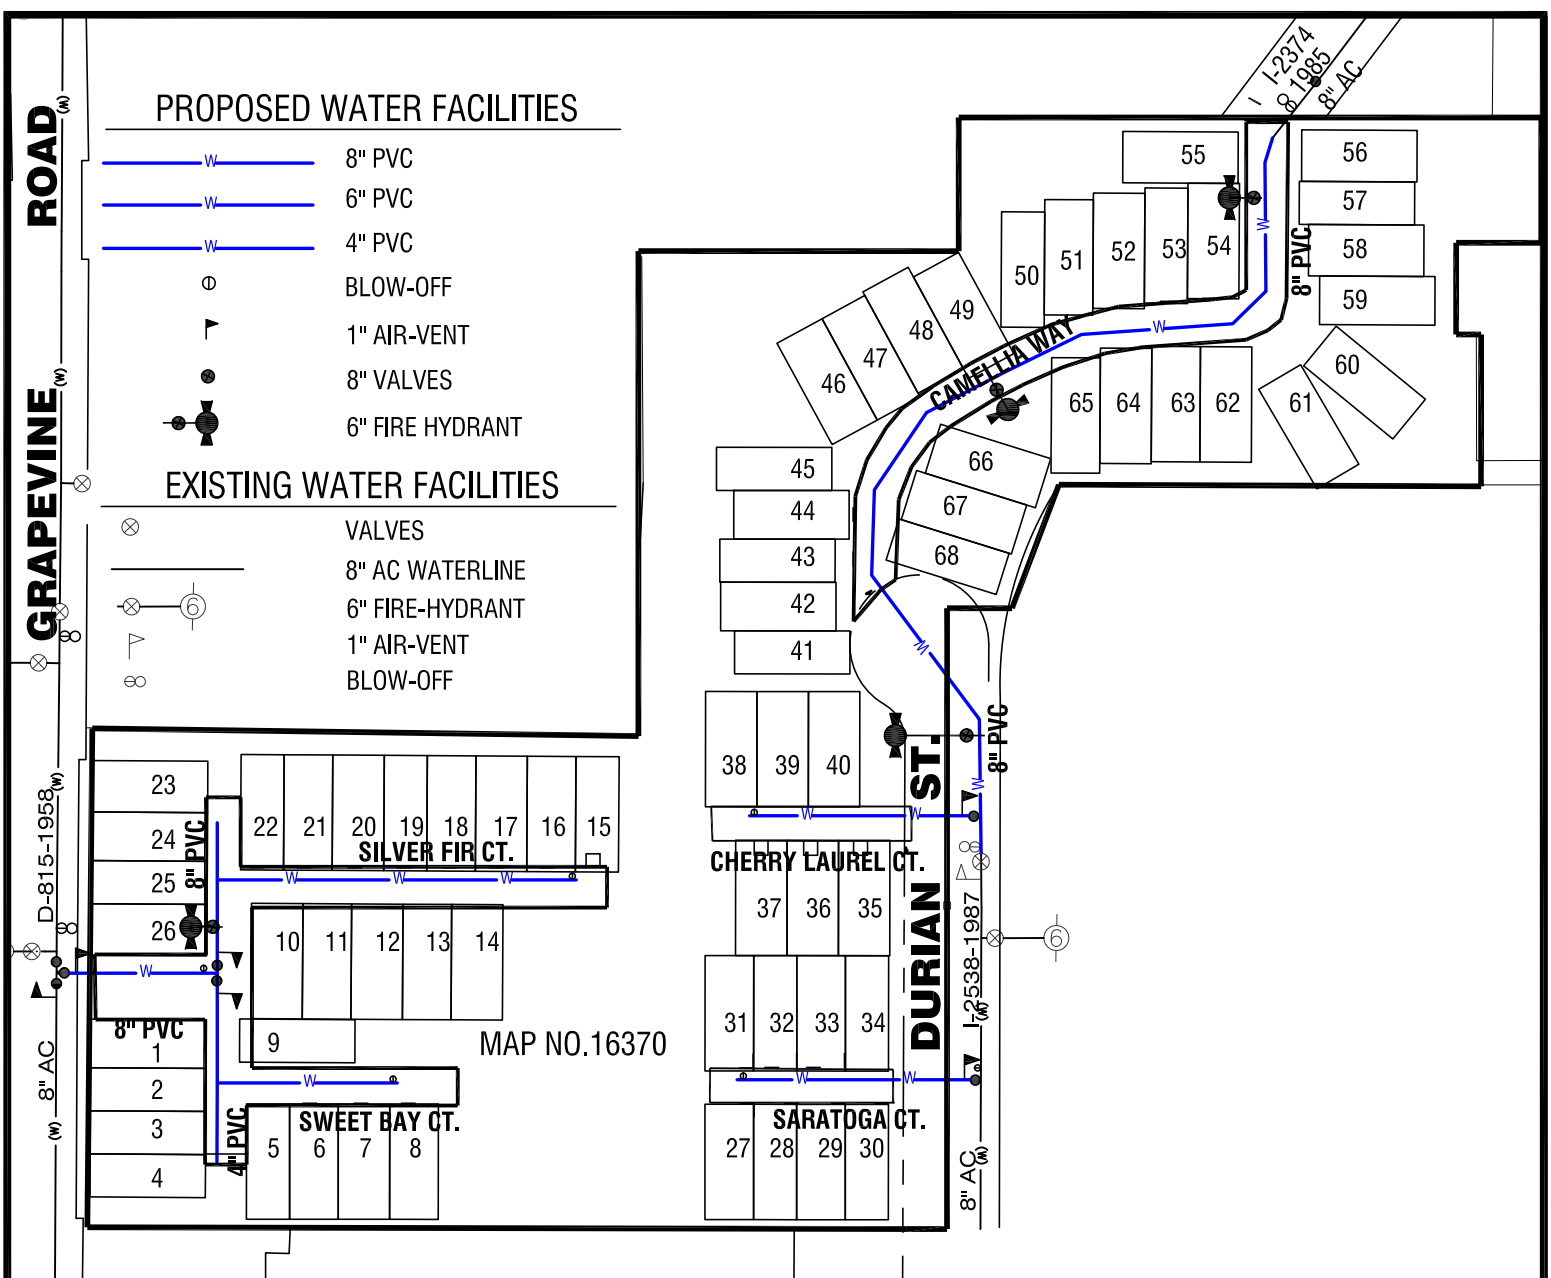 PROPOSED WATER FACILITIES
W 8" PVC
W 6" PVC
W 4" PVC
BLOW-OFF
1" AIR-VENT
8" VALVES
6" FIRE HYDRANT
EXISTING WATER FACILITIES
VALVES
8" AC WATERLINE
6 6" FIRE-HYDRANT
1" AIR-VENT
BLOW-OFF
GRAPEVINE ROAD
(W)
(W)
D-815-1958
(W)
8" AC
(W)
I-2374
1985
8" AC
55
56
57
58
59
60
61
50
51
52
53
54
W
8" PVC
49
48
47
46
CAMELLIA WAY
W
65
64
63
62
66
67
68
45
44
43
42
41
W
8" PVC
W
38
39
40
W
W
CHERRY LAUREL CT.
37
36
35
DURIAN ST.
I-2538-1987
(W)
6
31
32
33
34
W
W
SARATOGA CT.
27
28
29
30
8" AC
(W)
23
24
25
26
8" PVC
22
21
20
19
18
17
16
15
SILVER FIR CT.
W
W
W
10
11
12
13
14
W
8" PVC
9
MAP NO.16370
1
2
3
4
W
SWEET BAY CT.
4" PVC
5
6
7
8